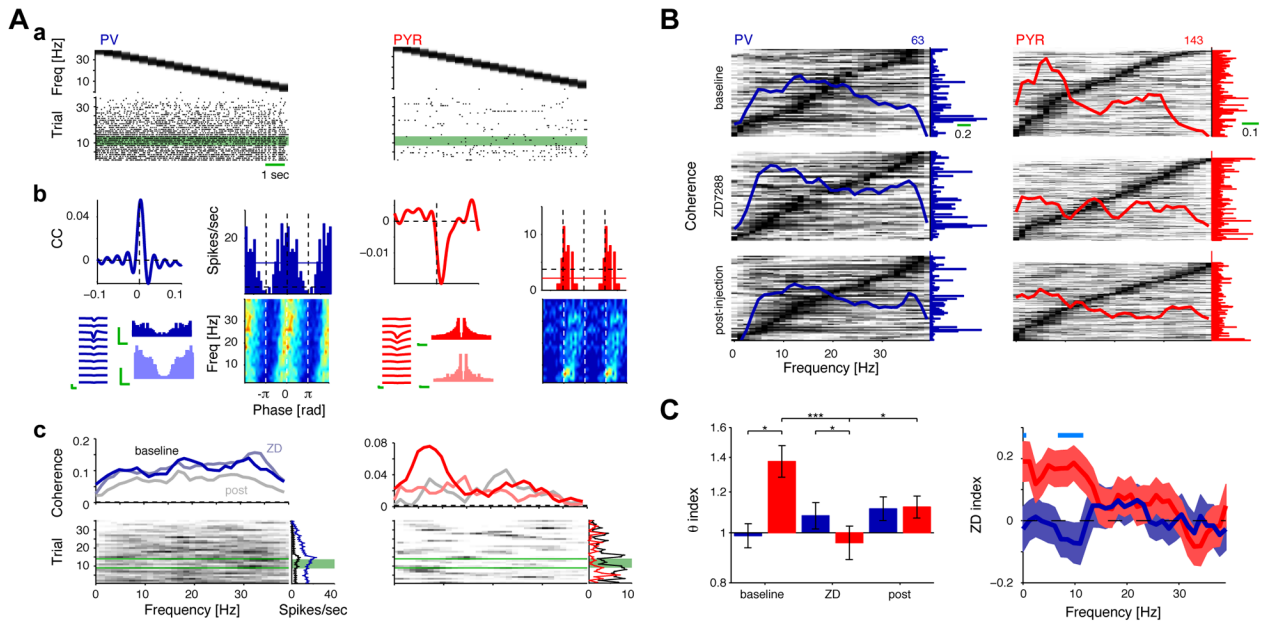 A
a
PV
PYR
Freq [Hz]
30
10
Trial
30
10
1 sec
b
CC
0.04
0
−0.1
0.0
0.1
Spikes/sec
20
0
0
−0.01
10
0
Freq [Hz]
30
20
10
-π
0
π
Phase [rad]
c
Coherence
0.2
0.1
0
baseline
ZD
post
0.08
0.04
0
Trial
30
20
10
0
10
20
30
Frequency [Hz]
0
40
Spikes/sec
0
10
B
PV
63
PYR
143
baseline
0.2
0.1
Coherence
ZD7288
post-injection
0
10
20
30
Frequency [Hz]
C
θ index
1.6
1.4
1.2
1
0.8
***
*
*
*
baseline
ZD
post
ZD index
0.2
0
−0.2
0
10
20
30
Frequency [Hz]